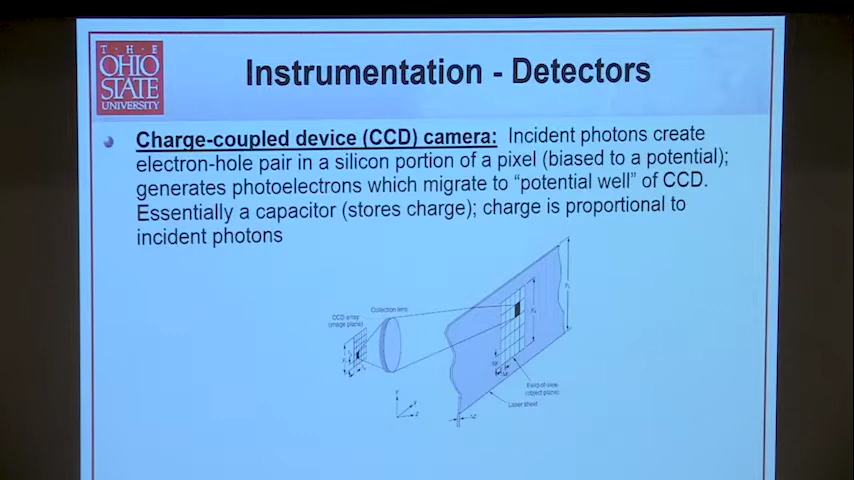 T · H · E
OHIO
STATE
UNIVERSITY
Instrumentation - Detectors
Charge-coupled device (CCD) camera: Incident photons create
electron-hole pair in a silicon portion of a pixel (biased to a potential);
generates photoelectrons which migrate to “potential well” of CCD.
Essentially a capacitor (stores charge); charge is proportional to
incident photons
Collection lens
CCD array
(image plane)
Field-of-view
(object plane)
Laser sheet